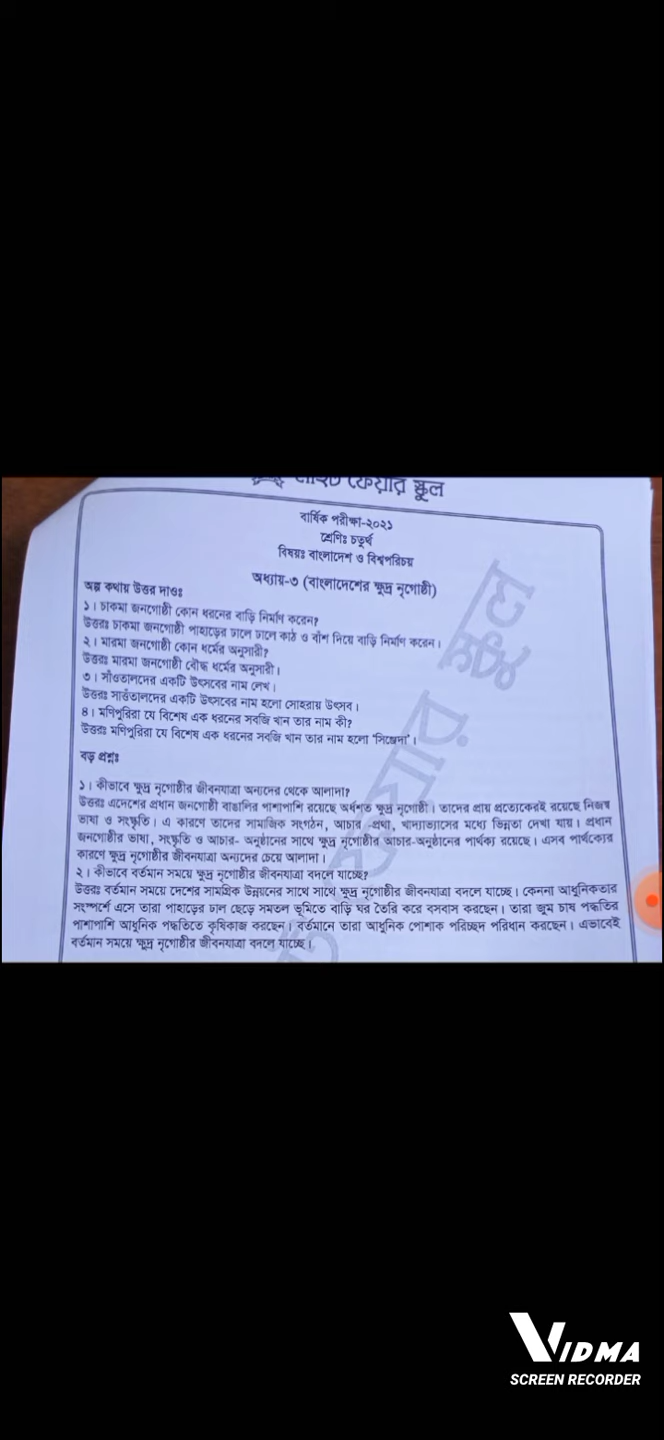 লাইট ফেয়ার স্কুল
বার্ষিক পরীক্ষা-২০২১
শ্রেণিঃ চতুর্থ
বিষয়ঃ বাংলাদেশ ও বিশ্বপরিচয়
অধ্যায়-৩ (বাংলাদেশের ক্ষুদ্র নৃগোষ্ঠী)
অল্প কথায় উত্তর দাওঃ
১। চাকমা জনগোষ্ঠী কোন ধরনের বাড়ি নির্মাণ করেন?
উত্তরঃ চাকমা জনগোষ্ঠী পাহাড়ের ঢালে ঢালে কাঠ ও বাঁশ দিয়ে বাড়ি নির্মাণ করেন।
২। মারমা জনগোষ্ঠী কোন ধর্মের অনুসারী?
উত্তরঃ মারমা জনগোষ্ঠী বৌদ্ধ ধর্মের অনুসারী।
৩। সাঁওতালদের একটি উৎসবের নাম লেখ।
উত্তরঃ সাওঁতালদের একটি উৎসবের নাম হলো সোহরায় উৎসব।
৪। মণিপুরিরা যে বিশেষ এক ধরনের সবজি খান তার নাম কী?
উত্তরঃ মণিপুরিরা যে বিশেষ এক ধরনের সবজি খান তার নাম হলো 'সিঞ্জেদা'।
বড় প্রশ্নঃ
১। কীভাবে ক্ষুদ্র নৃগোষ্ঠীর জীবনযাত্রা অন্যদের থেকে আলাদা?
উত্তরঃ এদেশের প্রধান জনগোষ্ঠী বাঙালির পাশাপাশি রয়েছে অর্ধশত ক্ষুদ্র নৃগোষ্ঠী। তাদের প্রায় প্রত্যেকেরই রয়েছে নিজস্ব
ভাষা ও সংস্কৃতি। এ কারণে তাদের সামাজিক সংগঠন, আচার -প্রথা, খাদ্যাভ্যাসের মধ্যে ভিন্নতা দেখা যায়। প্রধান
জনগোষ্ঠীর ভাষা, সংস্কৃতি ও আচার- অনুষ্ঠানের সাথে ক্ষুদ্র নৃগোষ্ঠীর আচার-অনুষ্ঠানের পার্থক্য রয়েছে। এসব পার্থক্যের
কারণে ক্ষুদ্র নৃগোষ্ঠীর জীবনযাত্রা অন্যদের চেয়ে আলাদা।
২। কীভাবে বর্তমান সময়ে ক্ষুদ্র নৃগোষ্ঠীর জীবনযাত্রা বদলে যাচ্ছে?
উত্তরঃ বর্তমান সময়ে দেশের সামগ্রিক উন্নয়নের সাথে সাথে ক্ষুদ্র নৃগোষ্ঠীর জীবনযাত্রা বদলে যাচ্ছে। কেননা আধুনিকতার
সংস্পর্শে এসে তারা পাহাড়ের ঢাল ছেড়ে সমতল ভূমিতে বাড়ি ঘর তৈরি করে বসবাস করছেন। তারা জুম চাষ পদ্ধতির
পাশাপাশি আধুনিক পদ্ধতিতে কৃষিকাজ করছেন। বর্তমানে তারা আধুনিক পোশাক পরিচ্ছদ পরিধান করছেন। এভাবেই
বর্তমান সময়ে ক্ষুদ্র নৃগোষ্ঠীর জীবনযাত্রা বদলে যাচ্ছে।
ফেয়ার স্কুল
VIDMA
SCREEN RECORDER